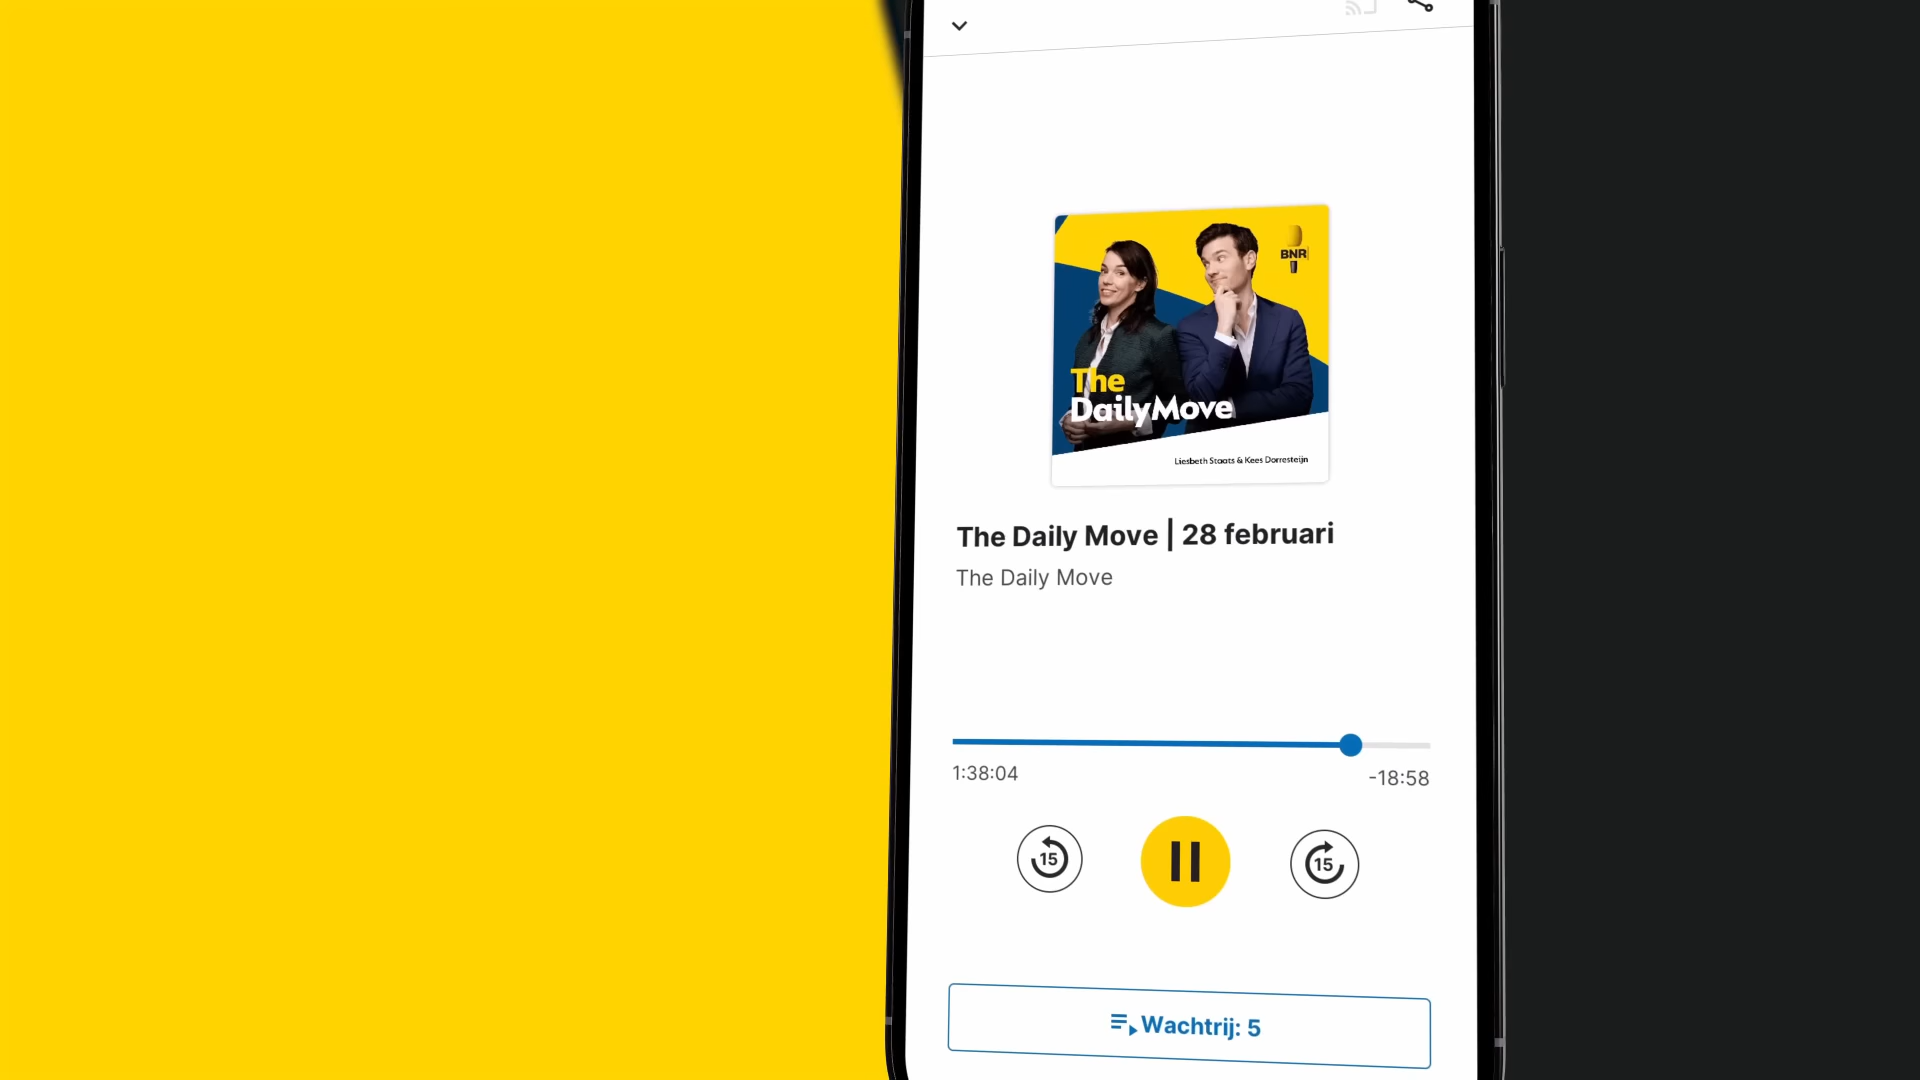 BNR
The
DailyMove
Liesbeth Staats & Kees Dorresteijn
The Daily Move | 28 februari
The Daily Move
1:38:04
-18:58
15
15
Wachtrij: 5